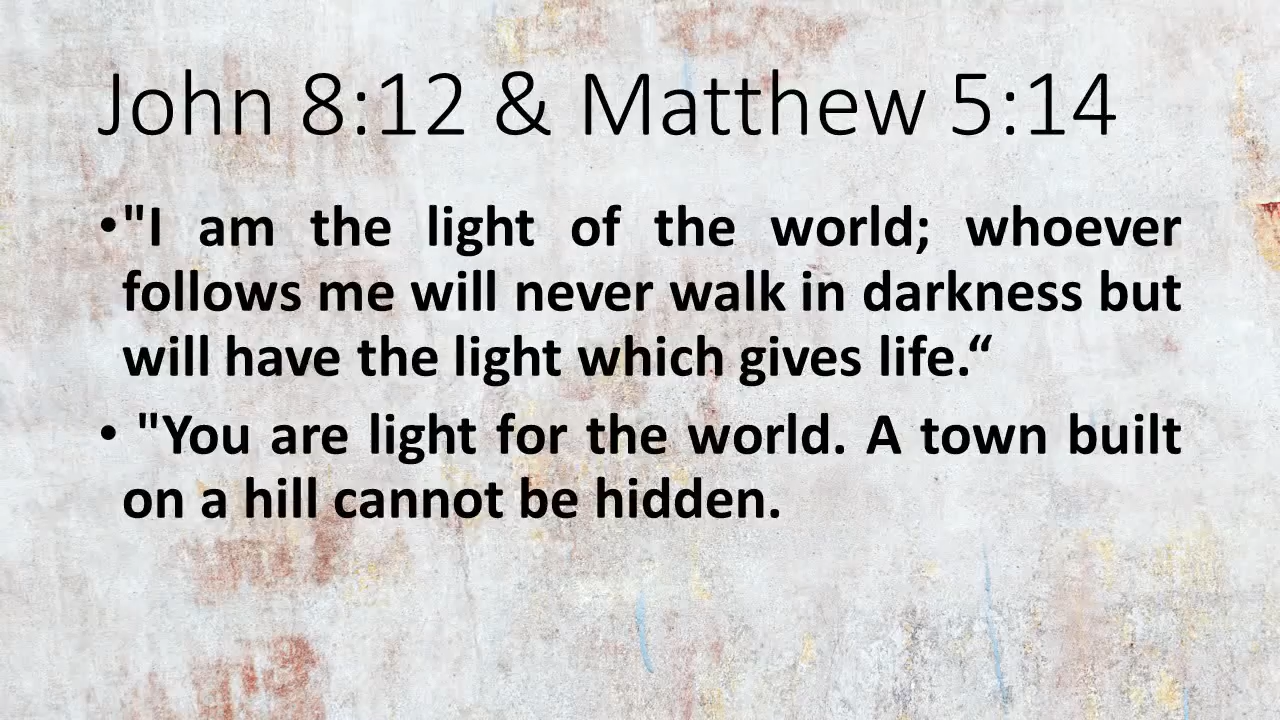 John 8:12 & Matthew 5:14
•"I am the light of the world; whoever
follows me will never walk in darkness but
will have the light which gives life.“
• "You are light for the world. A town built
on a hill cannot be hidden.